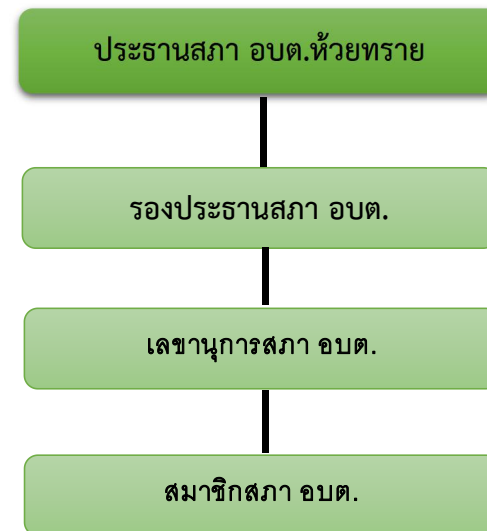 ประธานสภา อบต.ห้วยทราย
รองประธานสภา อบต.
เลขานุการสภา อบต.
สมาชิกสภา อบต.